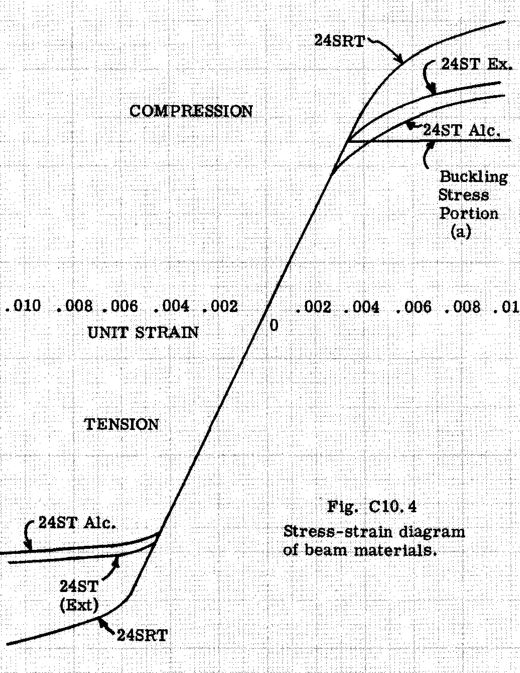 24SRT
24ST Ex.
COMPRESSION
24ST Alc.
Buckling
Stress
Portion
(a)
.010 .008 .006 .004 .002 .002 .004 .006 .008 .01
0
UNIT STRAIN
TENSION
Fig. C10.4
Stress-strain diagram
of beam materials.
24ST Alc.
24ST
(Ext)
24SRT